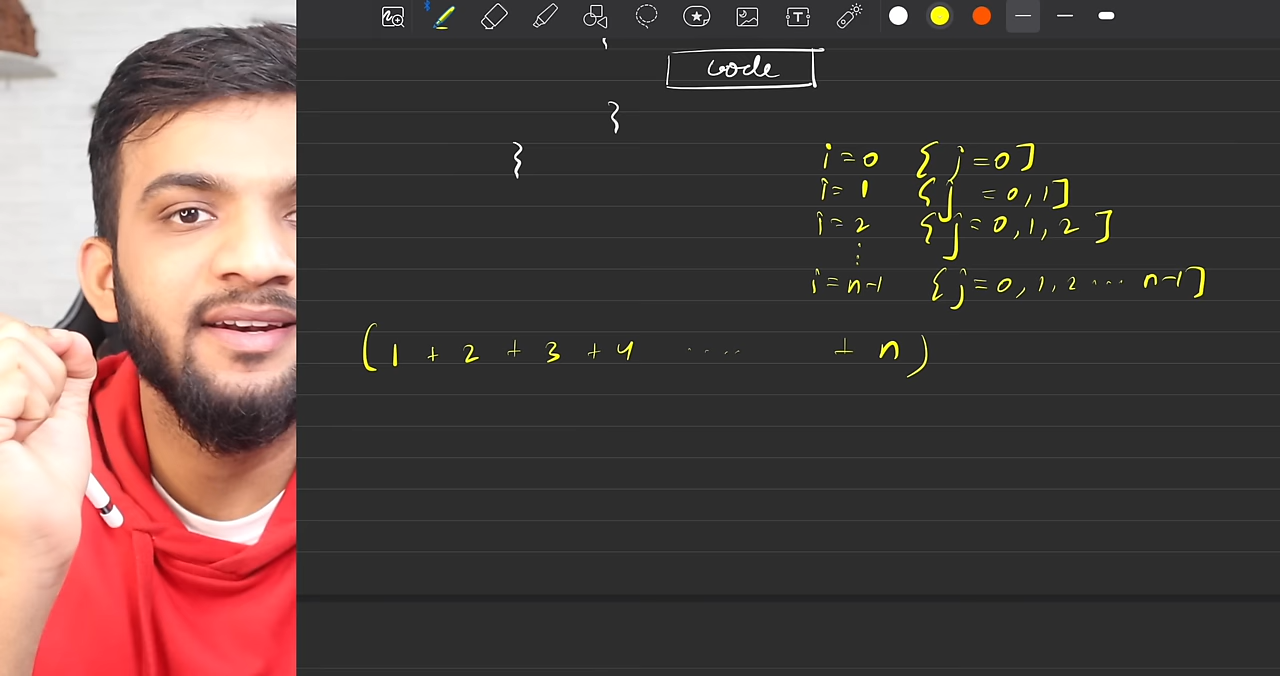 }
code
}
}
i = 0 { j = 0 ]
i = 1 { j = 0, 1 ]
i = 2 { j = 0, 1, 2 ]
⋮
i = n-1 { j = 0, 1, 2 .... n-1 ]
( 1 + 2 + 3 + 4 ..... + n )